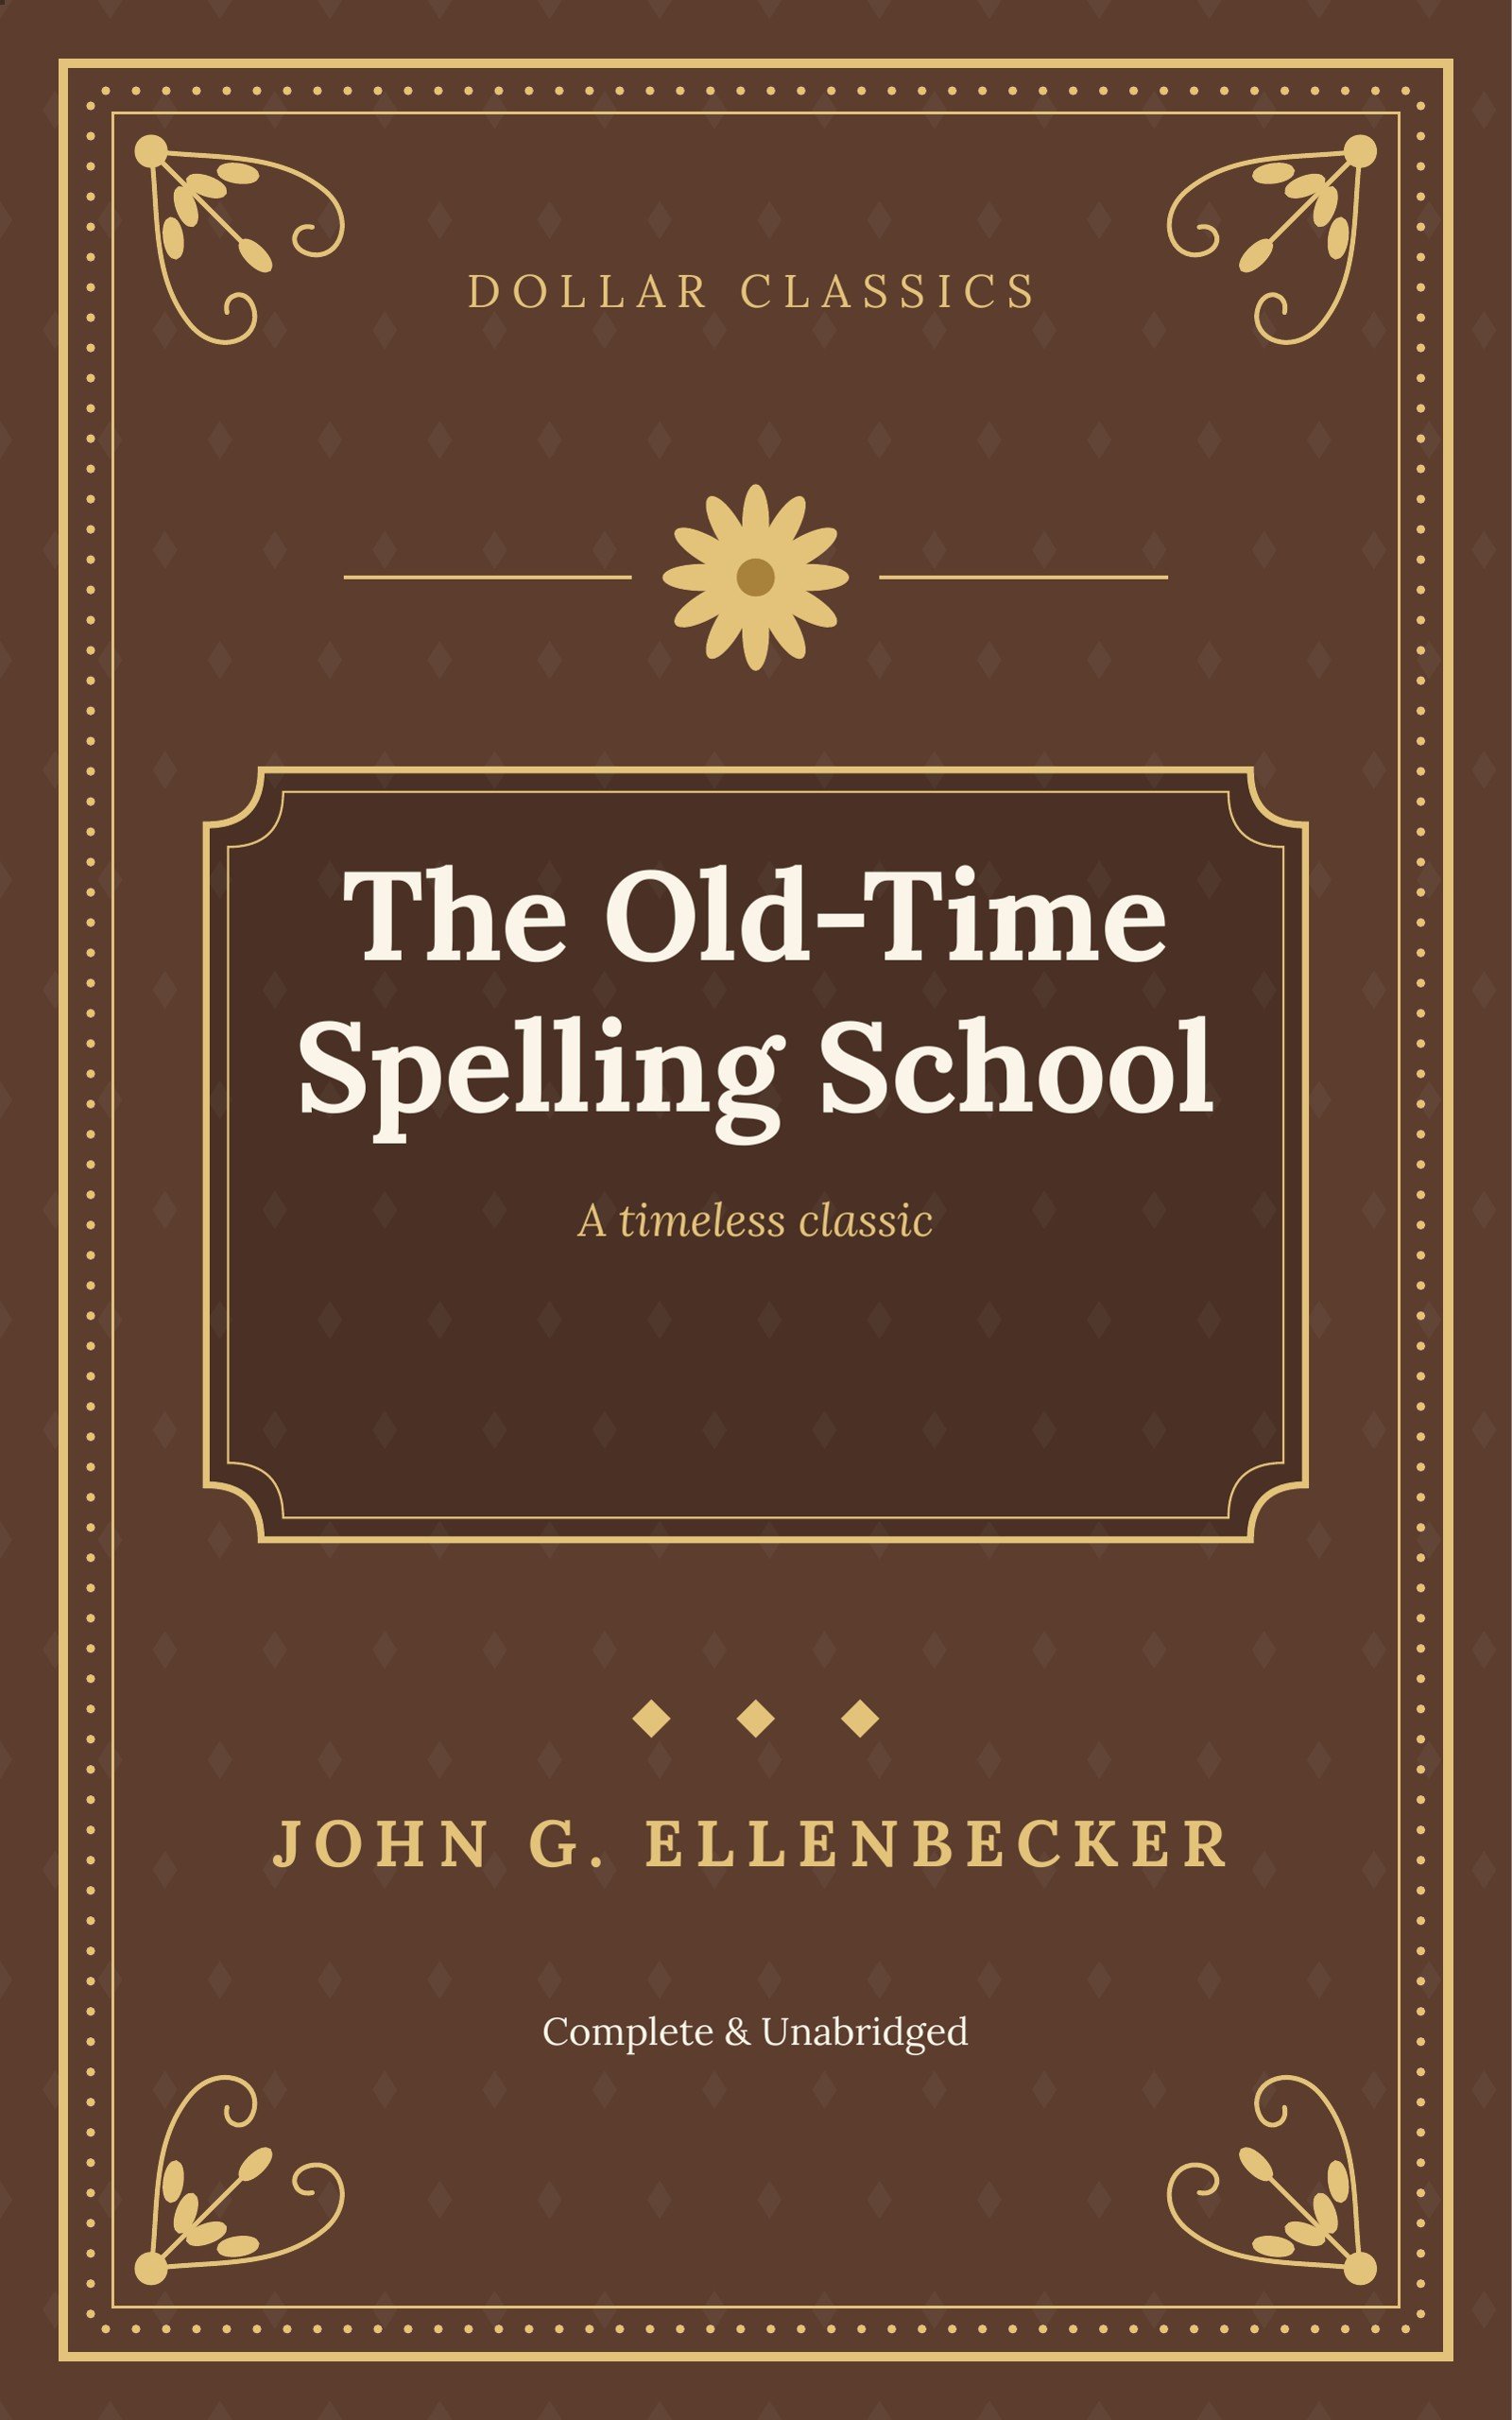 DOLLAR CLASSICS
The Old-Time
Spelling School
A timeless classic
JOHN G. ELLENBECKER
Complete & Unabridged